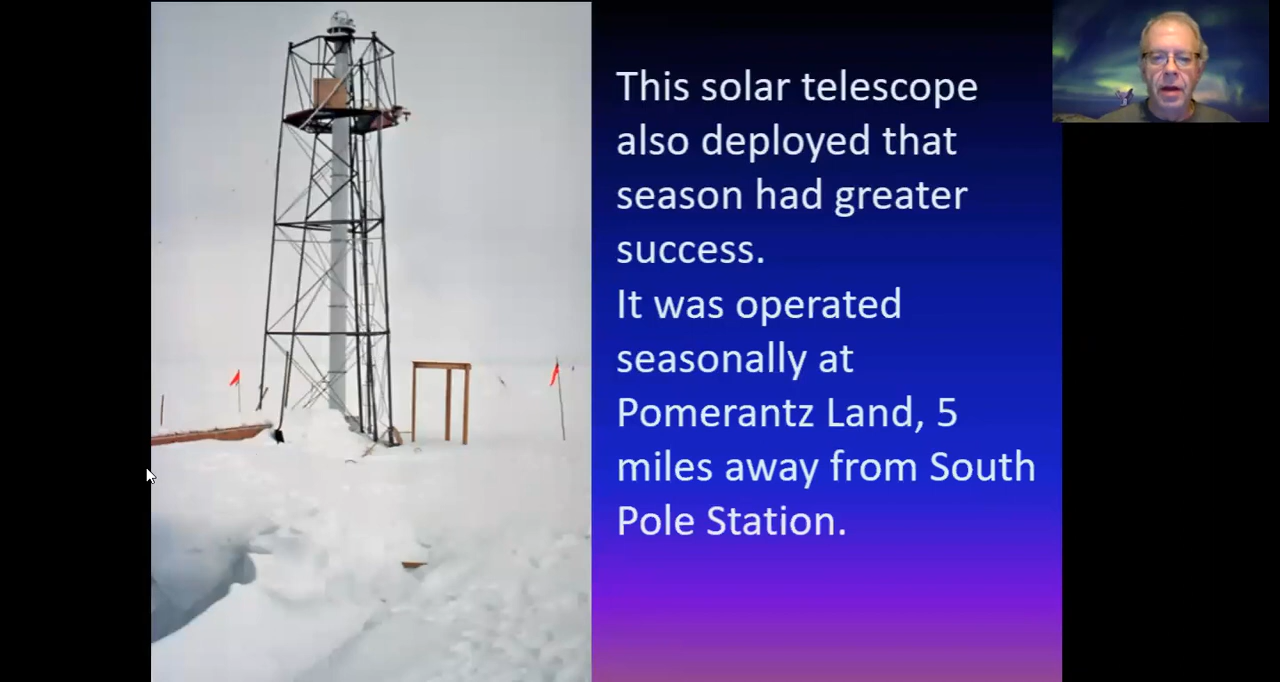 This solar telescope
also deployed that
season had greater
success.
It was operated
seasonally at
Pomerantz Land, 5
miles away from South
Pole Station.